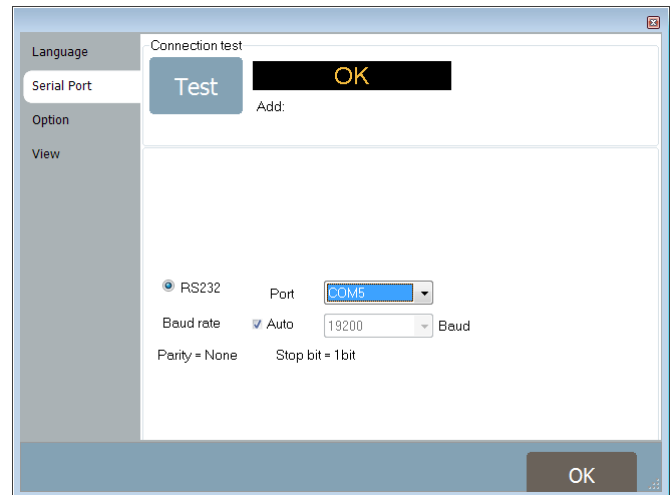 Language
Serial Port
Option
View
Connection test
Test
OK
Add:
RS232 Port COM5
Baud rate Auto 19200 Baud
Parity = None Stop bit = 1bit
OK